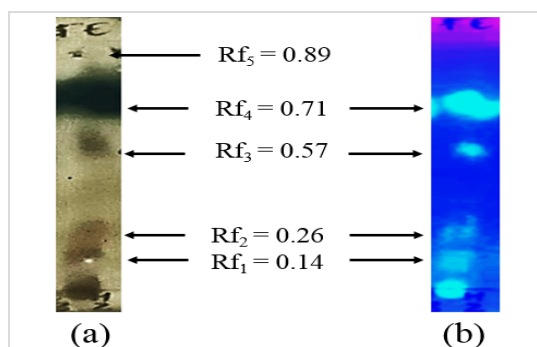 Rf₅ = 0.89
Rf₄ = 0.71
Rf₃ = 0.57
Rf₂ = 0.26
Rf₁ = 0.14
(a)
(b)